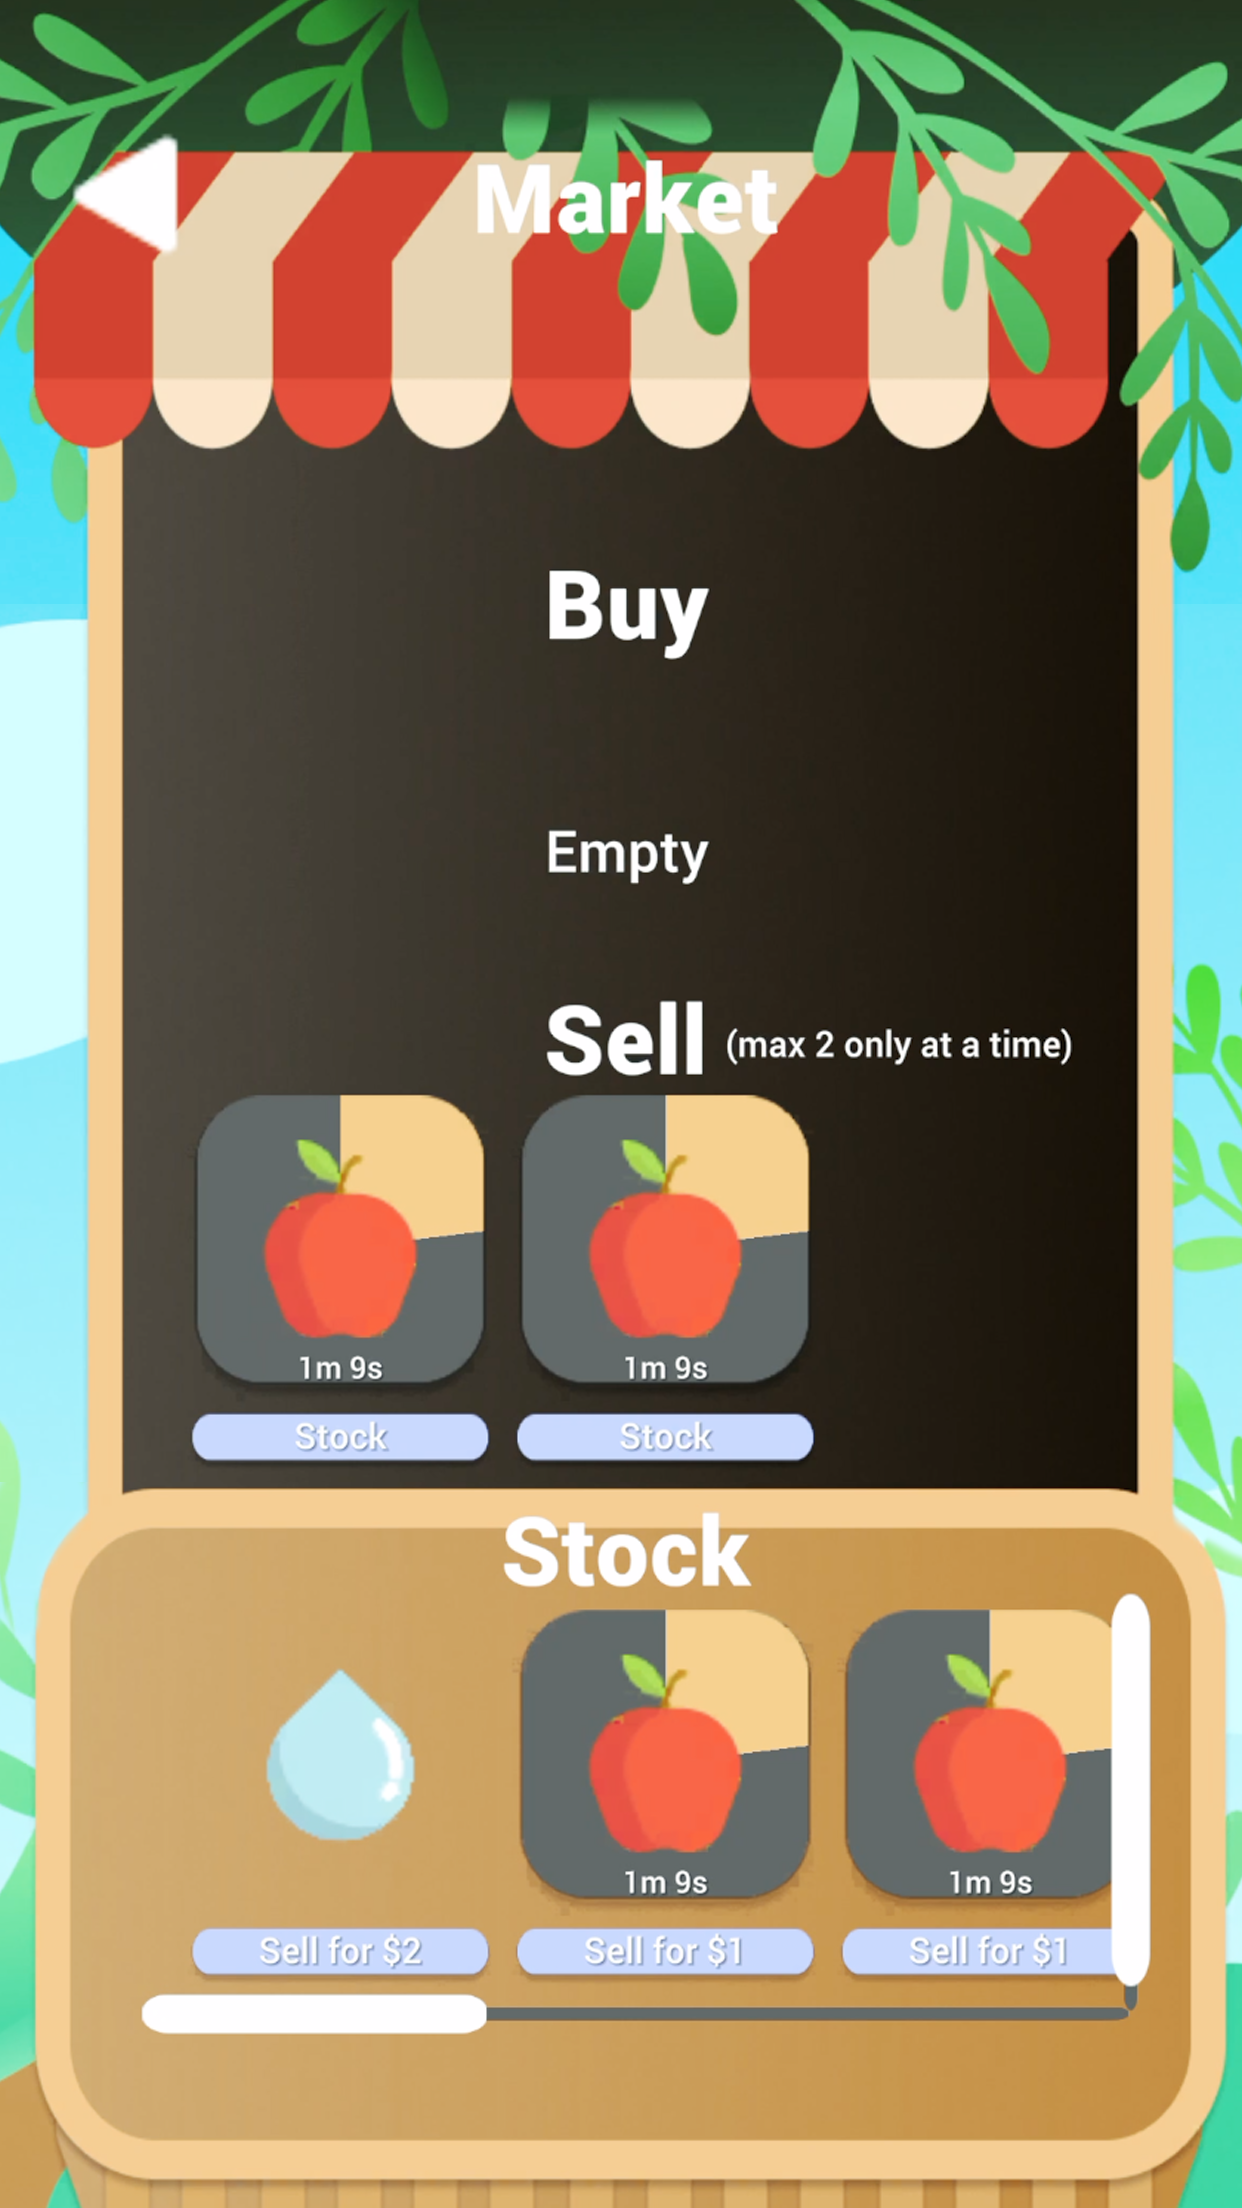 Market
Buy
Empty
Sell (max 2 only at a time)
1m 9s 1m 9s
Stock Stock
Stock
1m 9s 1m 9s
Sell for $2 Sell for $1 Sell for $1